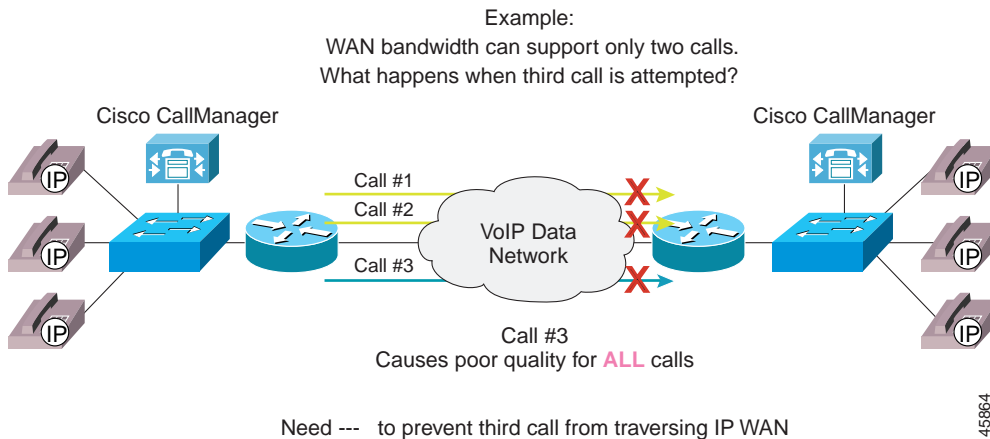 Example:
WAN bandwidth can support only two calls.
What happens when third call is attempted?
Cisco CallManager
Cisco CallManager
IP
IP
IP
IP
IP
IP
Call #1
Call #2
Call #3
VoIP Data
Network
X
X
X
Call #3
Causes poor quality for ALL calls
Need --- to prevent third call from traversing IP WAN
45864